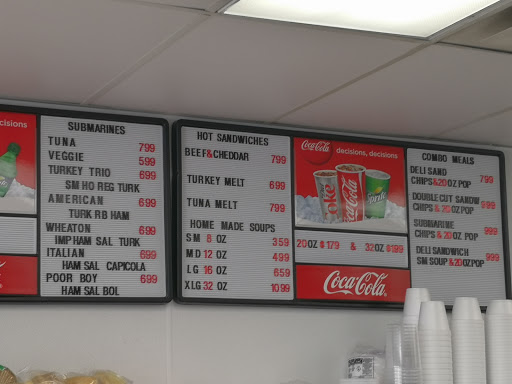 cisions
SUBMARINES
TUNA 799
VEGGIE 599
TURKEY TRIO 699
SM HO REG TURK
AMERICAN 699
TURK RB HAM
WHEATON 699
IMP HAM SAL TURK
ITALIAN 699
HAM SAL CAPICOLA
POOR BOY 699
HAM SAL BOL
HOT SANDWICHES
BEEF&CHEDDAR 799
TURKEY MELT 699
TUNA MELT 799
HOME MADE SOUPS
SM 8 OZ 359
MD 12 OZ 499
LG 16 OZ 659
XLG 32 OZ 1099
Coca-Cola
decisions, decisions
Coke
Coca-Cola
Sprite
20OZ $179 & 32OZ $199
Coca-Cola
COMBO MEALS
DELI SAND
CHIPS &20OZ POP 799
DOUBLE CUT SANDW
CHIPS & 20 OZ POP 999
SUBMARINE
CHIPS & 20 OZ POP 999
DELI SANDWICH
SM SOUP &20OZ POP 999